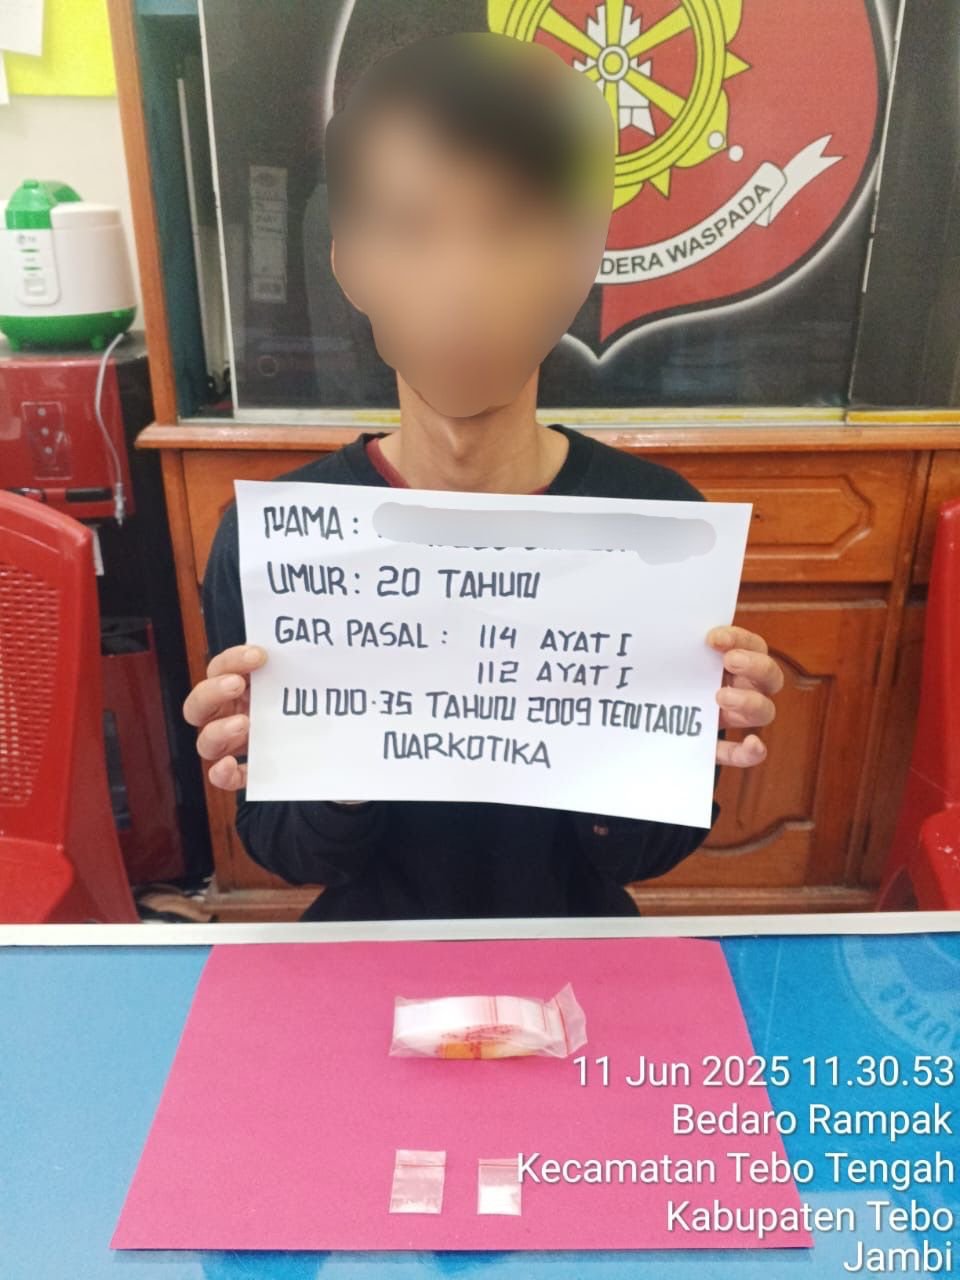 DERA WASPADA
NAMA :
UMUR : 20 TAHUN
GAR PASAL : 114 AYAT I
112 AYAT I
UU NO. 35 TAHUN 2009 TENTANG
NARKOTIKA
11 Jun 2025 11.30.53
Bedaro Rampak
Kecamatan Tebo Tengah
Kabupaten Tebo
Jambi